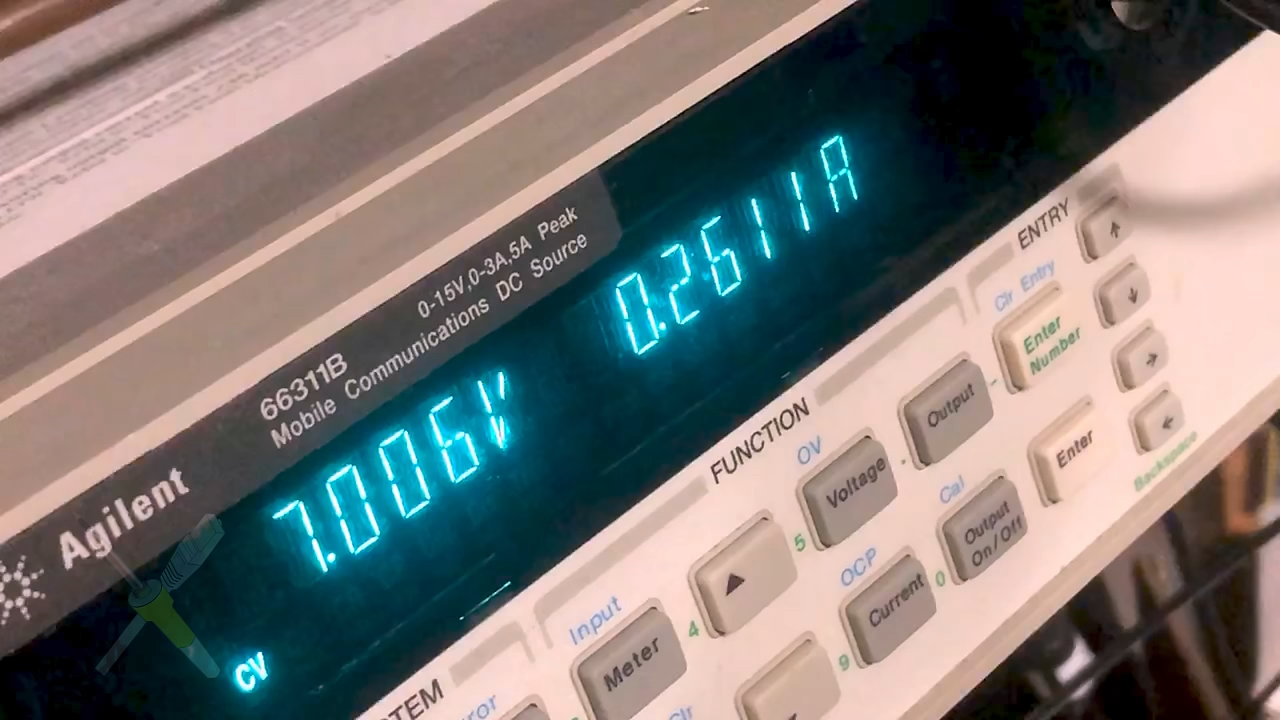 Agilent
66311B
0-15V,0-3A,5A Peak
Mobile Communications DC Source
7.006V 0.2611A
CV
FUNCTION
ENTRY
Input
Meter
4
5
OV
Voltage
.
Output
-
Clr Entry
Enter Number
9
OCP
Current
0
Cal
Output On/Off
Enter
Backspace